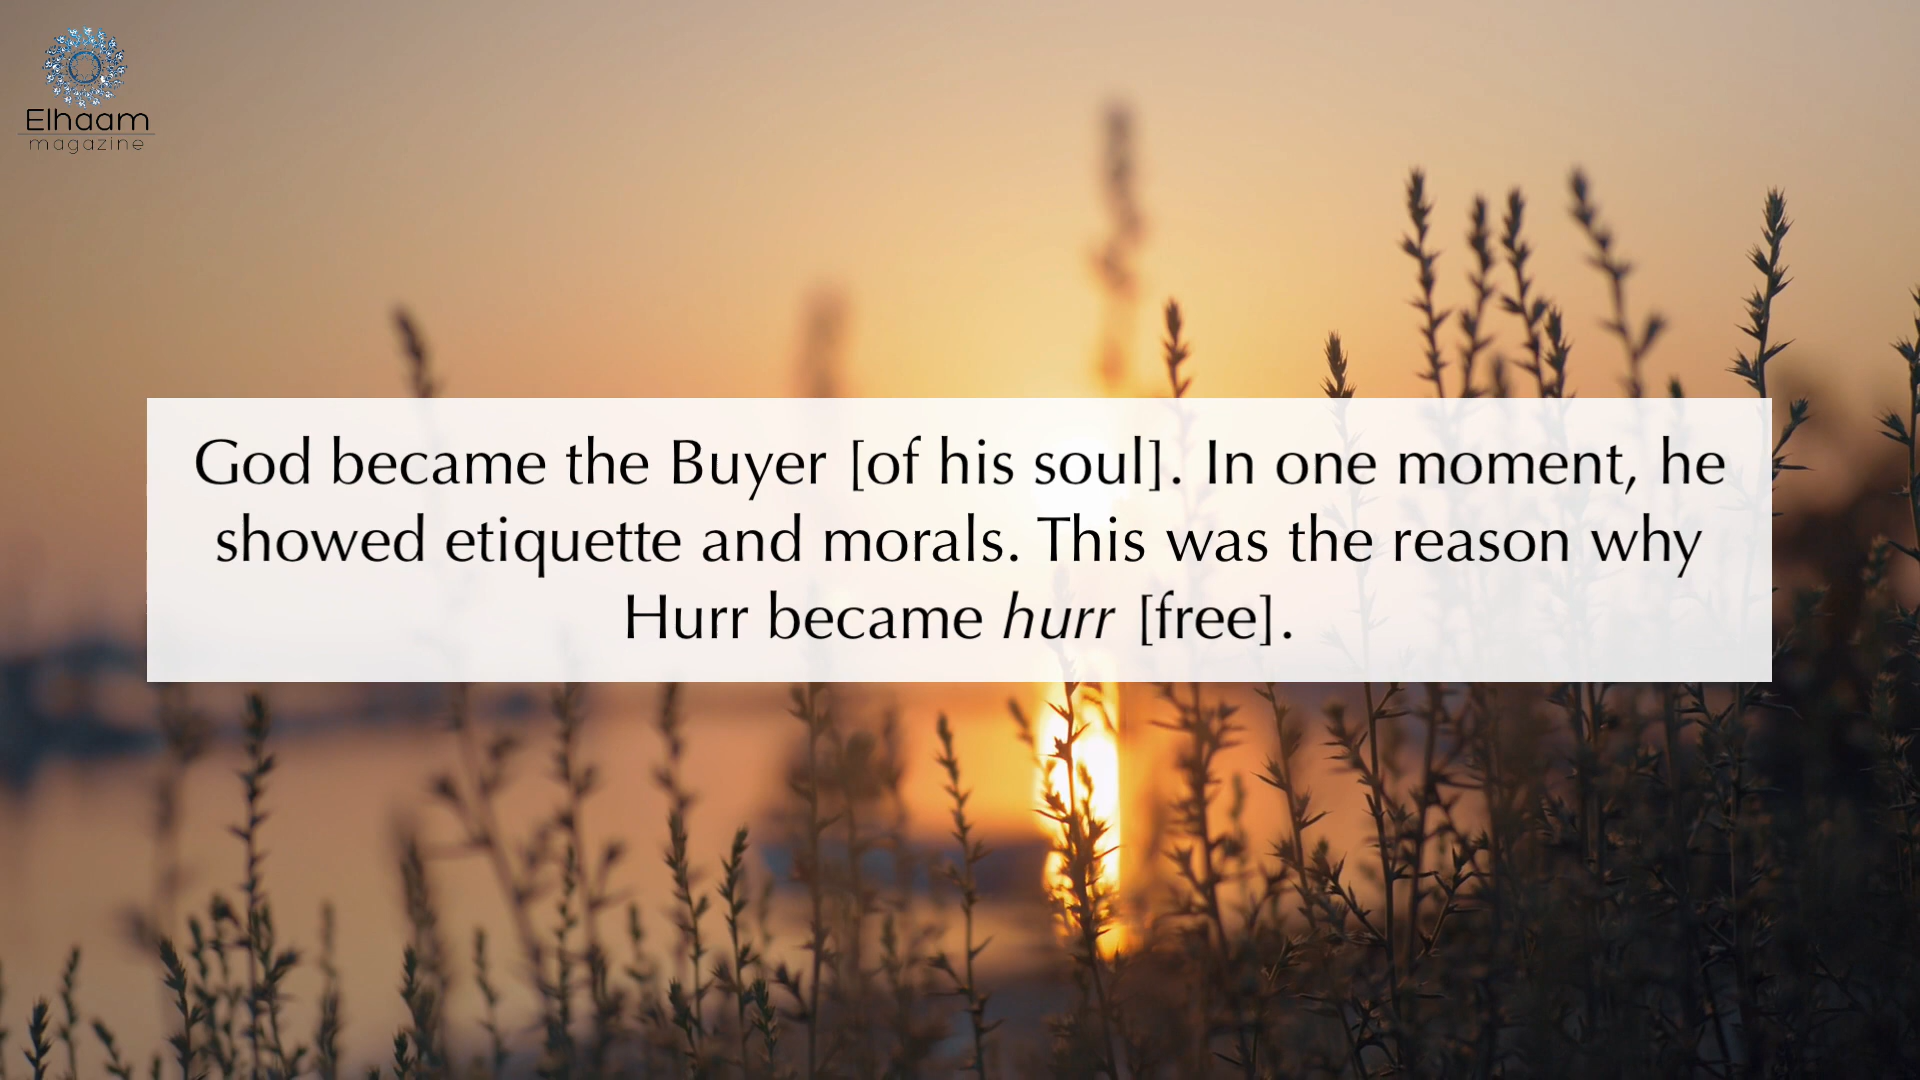 Elhaam
magazine
God became the Buyer [of his soul]. In one moment, he
showed etiquette and morals. This was the reason why
Hurr became hurr [free].